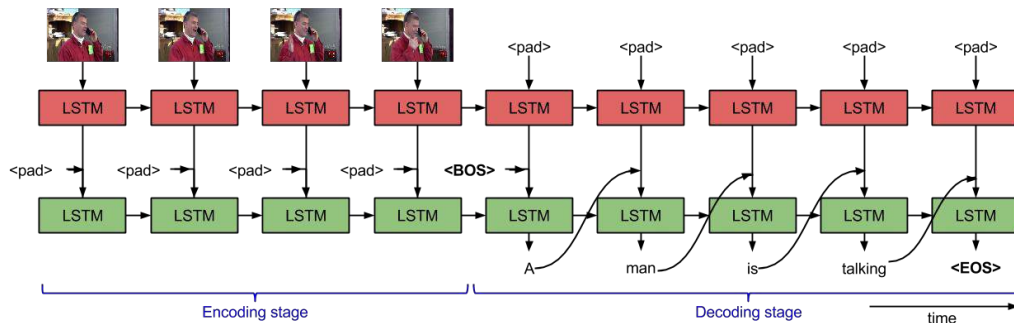 <pad> <pad> <pad> <pad> <pad>
LSTM LSTM LSTM LSTM LSTM LSTM LSTM LSTM LSTM
<pad> <pad> <pad> <pad> <BOS>
LSTM LSTM LSTM LSTM LSTM LSTM LSTM LSTM LSTM
A man is talking <EOS>
Encoding stage Decoding stage time